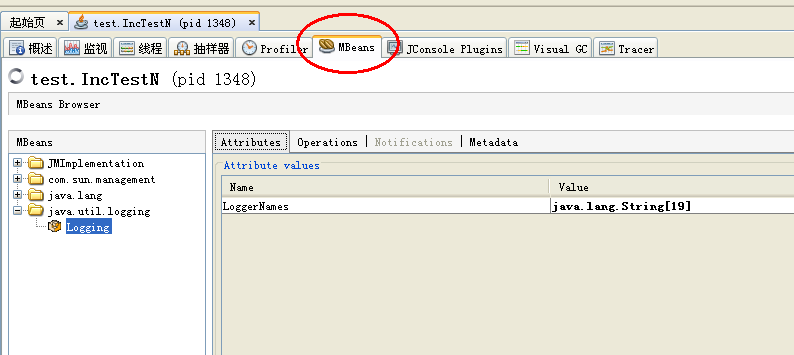 起始页 test.IncTestN (pid 1348)
概述 监视 线程 抽样器 Profiler MBeans JConsole Plugins Visual GC Tracer
test.IncTestN (pid 1348)
MBeans Browser
MBeans
JMImplementation
com.sun.management
java.lang
java.util.logging
Logging
Attributes Operations Notifications Metadata
Attribute values
Name Value
LoggerNames java.lang.String[19]